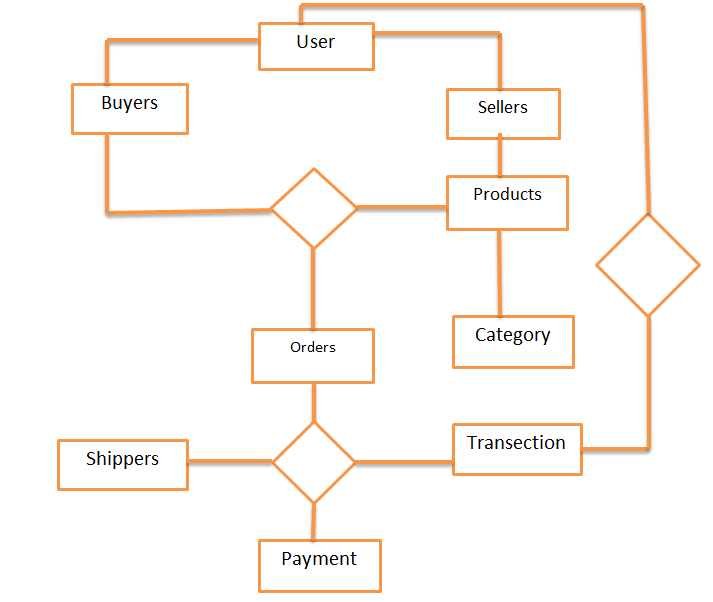 User
Buyers
Sellers
Products
Category
Orders
Transection
Shippers
Payment